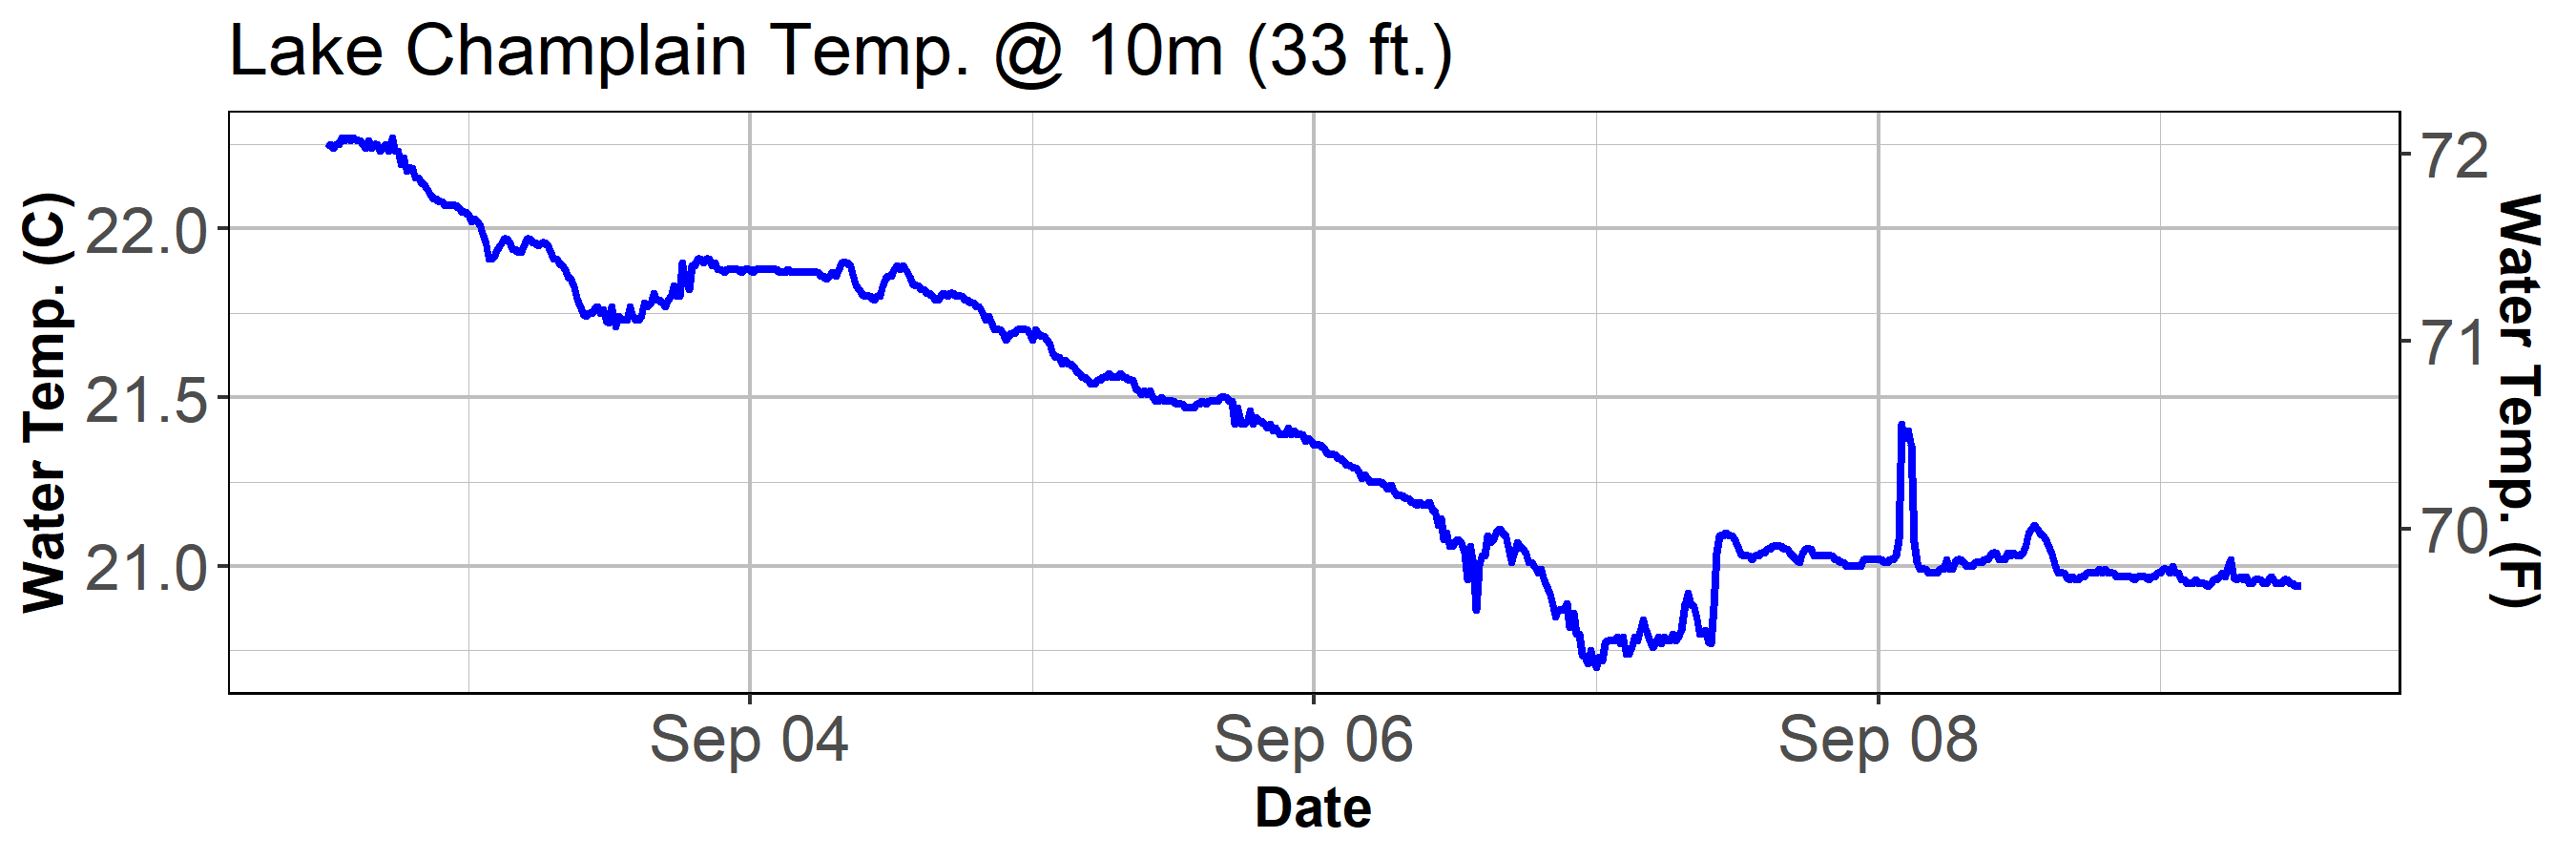 Lake Champlain Temp. @ 10m (33 ft.)
Water Temp. (C)
22.0
21.5
21.0
72
71
70
Water Temp. (F)
Sep 04 Sep 06 Sep 08
Date